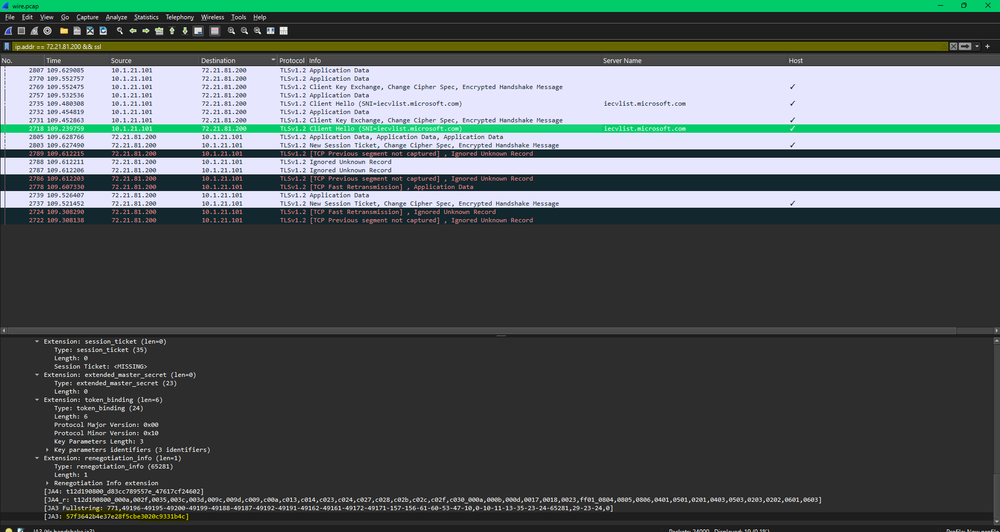 wire.pcap
File Edit View Go Capture Analyze Statistics Telephony Wireless Tools Help
ip.addr == 72.21.81.200 && ssl
No. Time Source Destination Protocol Info Server Name Host
2807 109.629085 10.1.21.101 72.21.81.200 TLSv1.2 Application Data
2770 109.552757 10.1.21.101 72.21.81.200 TLSv1.2 Application Data
2769 109.552475 10.1.21.101 72.21.81.200 TLSv1.2 Client Key Exchange, Change Cipher Spec, Encrypted Handshake Message ✓
2757 109.532536 10.1.21.101 72.21.81.200 TLSv1.2 Application Data
2735 109.480308 10.1.21.101 72.21.81.200 TLSv1.2 Client Hello (SNI=iecvlist.microsoft.com) iecvlist.microsoft.com ✓
2732 109.454819 10.1.21.101 72.21.81.200 TLSv1.2 Application Data
2731 109.452863 10.1.21.101 72.21.81.200 TLSv1.2 Client Key Exchange, Change Cipher Spec, Encrypted Handshake Message ✓
2718 109.239759 10.1.21.101 72.21.81.200 TLSv1.2 Client Hello (SNI=iecvlist.microsoft.com) iecvlist.microsoft.com ✓
2805 109.628766 72.21.81.200 10.1.21.101 TLSv1.2 Application Data, Application Data, Application Data
2803 109.627490 72.21.81.200 10.1.21.101 TLSv1.2 New Session Ticket, Change Cipher Spec, Encrypted Handshake Message ✓
2789 109.612215 72.21.81.200 10.1.21.101 TLSv1.2 [TCP Previous segment not captured] , Ignored Unknown Record
2788 109.612211 72.21.81.200 10.1.21.101 TLSv1.2 Ignored Unknown Record
2787 109.612206 72.21.81.200 10.1.21.101 TLSv1.2 Ignored Unknown Record
2786 109.612203 72.21.81.200 10.1.21.101 TLSv1.2 [TCP Previous segment not captured] , Ignored Unknown Record
2778 109.607330 72.21.81.200 10.1.21.101 TLSv1.2 [TCP Fast Retransmission] , Application Data
2739 109.526407 72.21.81.200 10.1.21.101 TLSv1.2 Application Data
2737 109.521452 72.21.81.200 10.1.21.101 TLSv1.2 New Session Ticket, Change Cipher Spec, Encrypted Handshake Message ✓
2724 109.308290 72.21.81.200 10.1.21.101 TLSv1.2 [TCP Fast Retransmission] , Ignored Unknown Record
2722 109.308138 72.21.81.200 10.1.21.101 TLSv1.2 [TCP Previous segment not captured] , Ignored Unknown Record
Extension: session_ticket (len=0)
Type: session_ticket (35)
Length: 0
Session Ticket: <MISSING>
Extension: extended_master_secret (len=0)
Type: extended_master_secret (23)
Length: 0
Extension: token_binding (len=6)
Type: token_binding (24)
Length: 6
Protocol Major Version: 0x00
Protocol Minor Version: 0x10
Key Parameters Length: 3
Key parameters identifiers (3 identifiers)
Extension: renegotiation_info (len=1)
Type: renegotiation_info (65281)
Length: 1
Renegotiation Info extension
[JA4: t12d190800_d83cc789557e_47617cf24602]
[JA4_r: t12d190800_000a,002f,0035,003c,003d,009c,009d,c009,c00a,c013,c014,c023,c024,c027,c028,c02b,c02c,c02f,c030_000a,000b,000d,0017,0018,0023,ff01_0804,0805,0806,0401,0501,0201,0403,0503,0203,0202,0601,0603]
[JA3 Fullstring: 771,49196-49195-49200-49199-49188-49187-49192-49191-49162-49161-49172-49171-157-156-61-60-53-47-10,0-10-11-13-35-23-24-65281,29-23-24,0]
[JA3: 57f3642b4e37e28f5cbe3020c9331b4c]
JA3 (tls.handshake.ja3) Packets: 24000 Displayed: 19 (0.1%) Profile: New profile